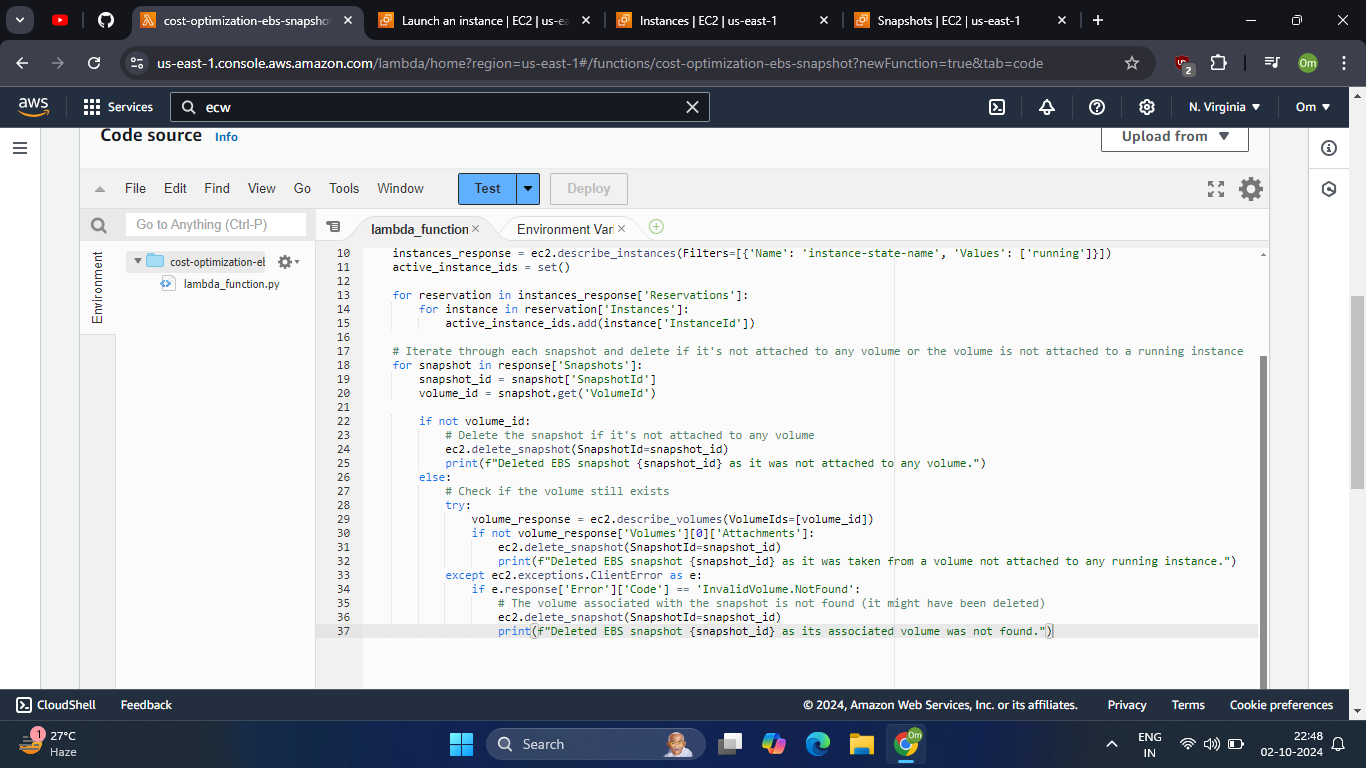 cost-optimization-ebs-snapsho
Launch an instance | EC2 | us-ea
Instances | EC2 | us-east-1
Snapshots | EC2 | us-east-1
us-east-1.console.aws.amazon.com/lambda/home?region=us-east-1#/functions/cost-optimization-ebs-snapshot?newFunction=true&tab=code
2
Om
aws
Services
ecw
N. Virginia
Om
Code source Info
Upload from
File Edit Find View Go Tools Window
Test
Deploy
Go to Anything (Ctrl-P)
lambda_function
Environment Vari
Environment
cost-optimization-el
lambda_function.py
10 instances_response = ec2.describe_instances(Filters=[{'Name': 'instance-state-name', 'Values': ['running']}])
11 active_instance_ids = set()
12
13 for reservation in instances_response['Reservations']:
14 for instance in reservation['Instances']:
15 active_instance_ids.add(instance['InstanceId'])
16
17 # Iterate through each snapshot and delete if it's not attached to any volume or the volume is not attached to a running instance
18 for snapshot in response['Snapshots']:
19 snapshot_id = snapshot['SnapshotId']
20 volume_id = snapshot.get('VolumeId')
21
22 if not volume_id:
23 # Delete the snapshot if it's not attached to any volume
24 ec2.delete_snapshot(SnapshotId=snapshot_id)
25 print(f"Deleted EBS snapshot {snapshot_id} as it was not attached to any volume.")
26 else:
27 # Check if the volume still exists
28 try:
29 volume_response = ec2.describe_volumes(VolumeIds=[volume_id])
30 if not volume_response['Volumes'][0]['Attachments']:
31 ec2.delete_snapshot(SnapshotId=snapshot_id)
32 print(f"Deleted EBS snapshot {snapshot_id} as it was taken from a volume not attached to any running instance.")
33 except ec2.exceptions.ClientError as e:
34 if e.response['Error']['Code'] == 'InvalidVolume.NotFound':
35 # The volume associated with the snapshot is not found (it might have been deleted)
36 ec2.delete_snapshot(SnapshotId=snapshot_id)
37 print(f"Deleted EBS snapshot {snapshot_id} as its associated volume was not found.")
CloudShell
Feedback
© 2024, Amazon Web Services, Inc. or its affiliates.
Privacy
Terms
Cookie preferences
1
27°C
Haze
Search
Om
ENG
IN
22:48
02-10-2024